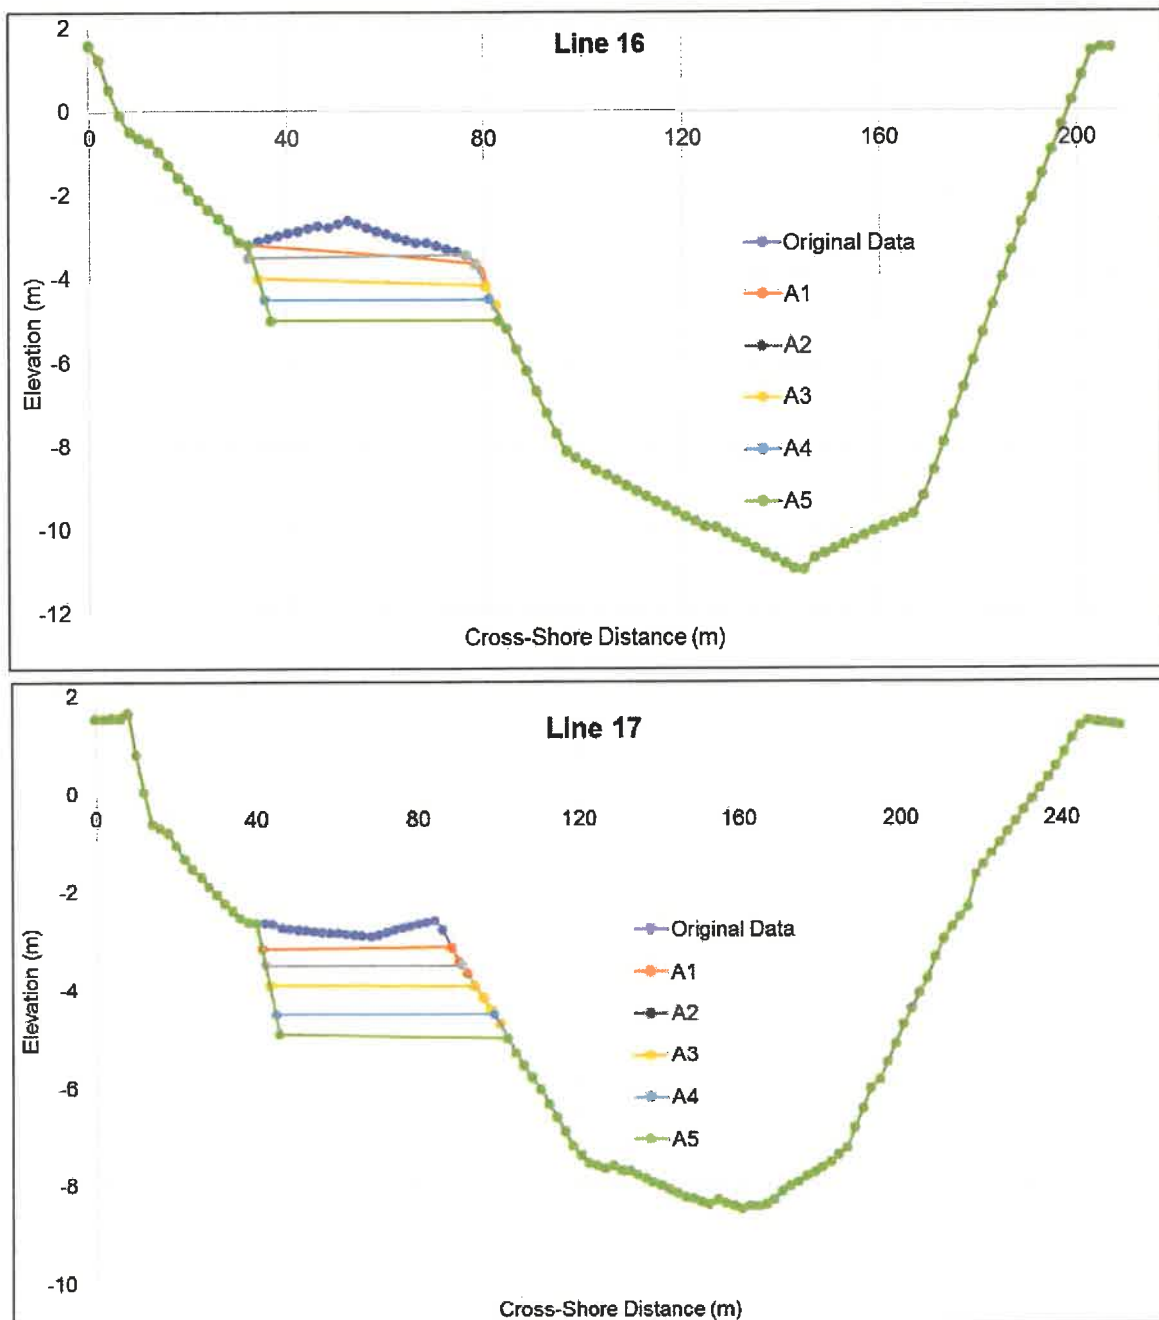 Line 16
2
0
-2
-4
-6
-8
-10
-12
0 40 80 120 160 200
Elevation (m)
Original Data
A1
A2
A3
A4
A5
Cross-Shore Distance (m)
Line 17
2
0
-2
-4
-6
-8
-10
0 40 80 120 160 200 240
Elevation (m)
Original Data
A1
A2
A3
A4
A5
Cross-Shore Distance (m)